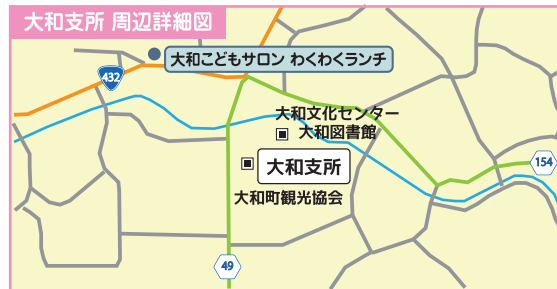 大和支所 周辺詳細図
大和こどもサロン わくわくランチ
432
大和文化センター
大和図書館
大和支所
154
大和町観光協会
49